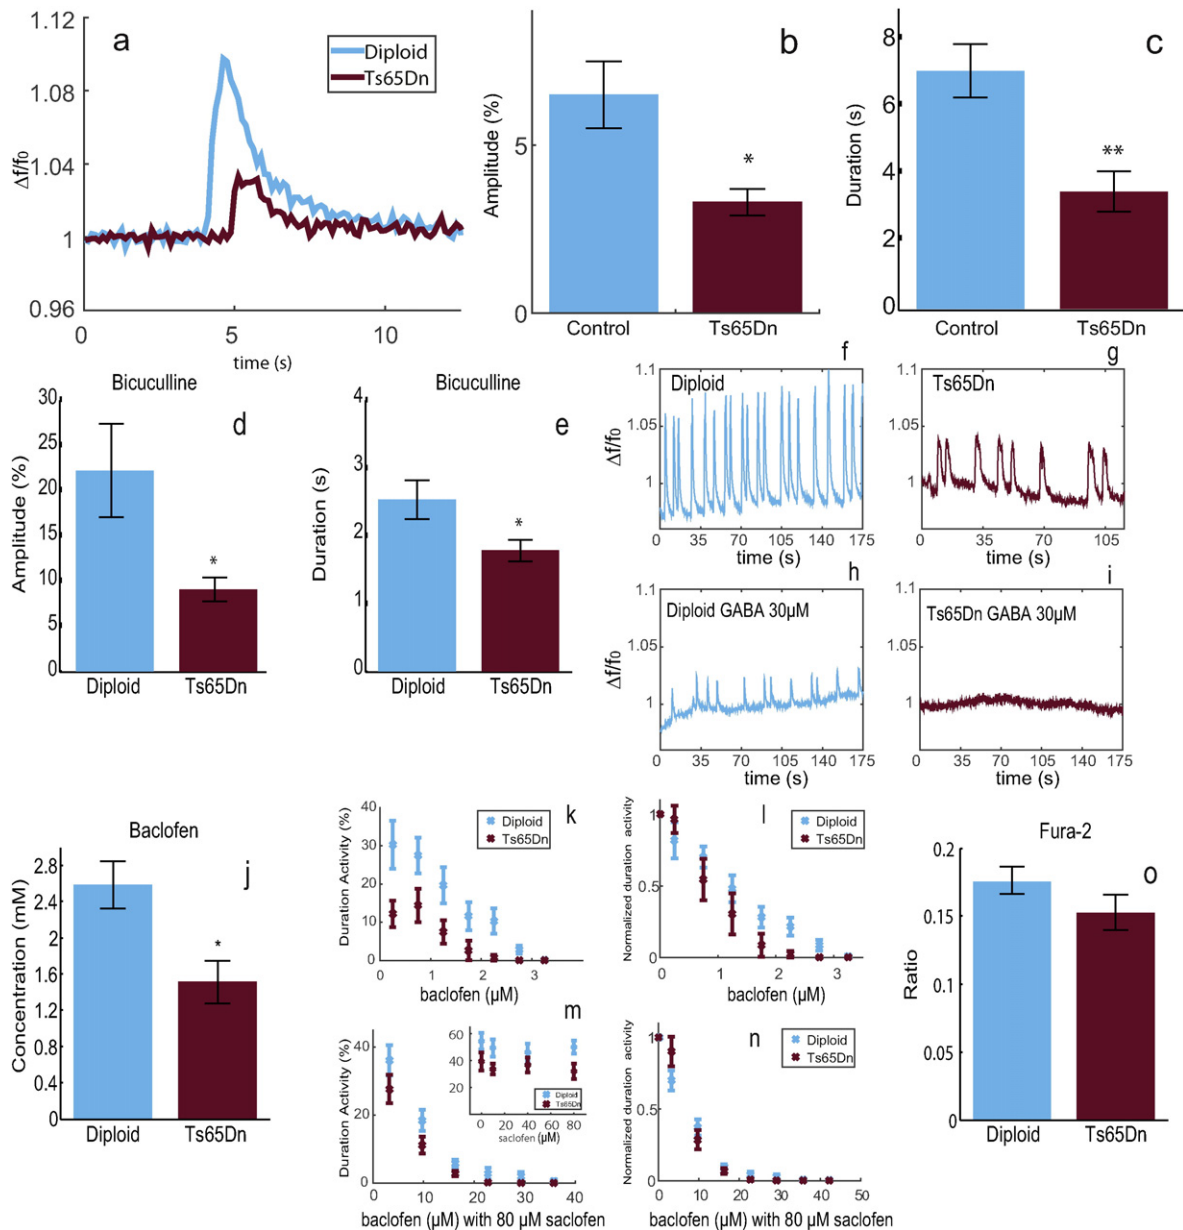 a
Diploid
Ts65Dn
1.12
1.08
1.04
1
0.96
Δf/f0
0
5
10
time (s)
b
Amplitude (%)
5
0
Control
Ts65Dn
*
c
Duration (s)
8
6
4
2
0
Control
Ts65Dn
**
Bicuculline
d
Amplitude (%)
30
25
20
15
10
5
0
Diploid
Ts65Dn
*
Bicuculline
e
Duration (s)
4
3
2
1
0
Diploid
Ts65Dn
*
f
Diploid
Δf/f0
1.1
1.05
1
0 35 70 105 140 175
time (s)
g
Ts65Dn
1.1
1.05
1
0 35 70 105
time (s)
h
Diploid GABA 30µM
Δf/f0
1.1
1.05
1
0 35 70 105 140 175
time (s)
i
Ts65Dn GABA 30µM
1.1
1.05
1
0 35 70 105 140 175
time (s)
Baclofen
j
Concentration (mM)
2.8
2.4
2
1.6
1.2
0.8
0.4
0
Diploid
Ts65Dn
*
k
Diploid
Ts65Dn
Duration Activity (%)
40
30
20
10
0
0 1 2 3
baclofen (µM)
l
Diploid
Ts65Dn
Normalized duration activity
1
0.5
0
0 1 2 3
baclofen (µM)
m
Duration Activity (%)
40
20
0
0 10 20 30 40
baclofen (µM) with 80 µM saclofen
60
40
20
0 20 40 60 80
saclofen (µM)
Diploid
Ts65Dn
n
Diploid
Ts65Dn
Normalized duration activity
1
0.5
0
0 10 20 30 40 50
baclofen (µM) with 80 µM saclofen
Fura-2
o
Ratio
0.2
0.15
0.1
0.05
0
Diploid
Ts65Dn